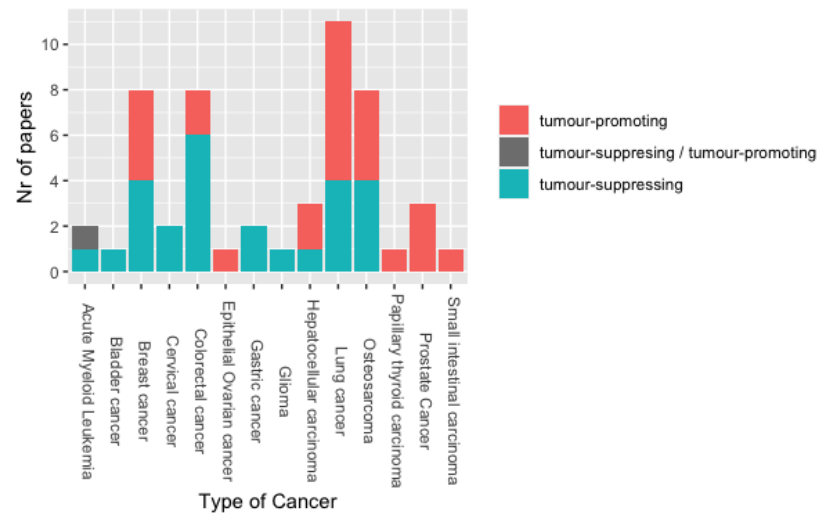 Nr of papers
10
8
6
4
2
0
tumour-promoting
tumour-suppresing / tumour-promoting
tumour-suppressing
Acute Myeloid Leukemia
Bladder cancer
Breast cancer
Cervical cancer
Colorectal cancer
Epithelial Ovarian cancer
Gastric cancer
Glioma
Hepatocellular carcinoma
Lung cancer
Osteosarcoma
Papillary thyroid carcinoma
Prostate Cancer
Small intestinal carcinoma
Type of Cancer